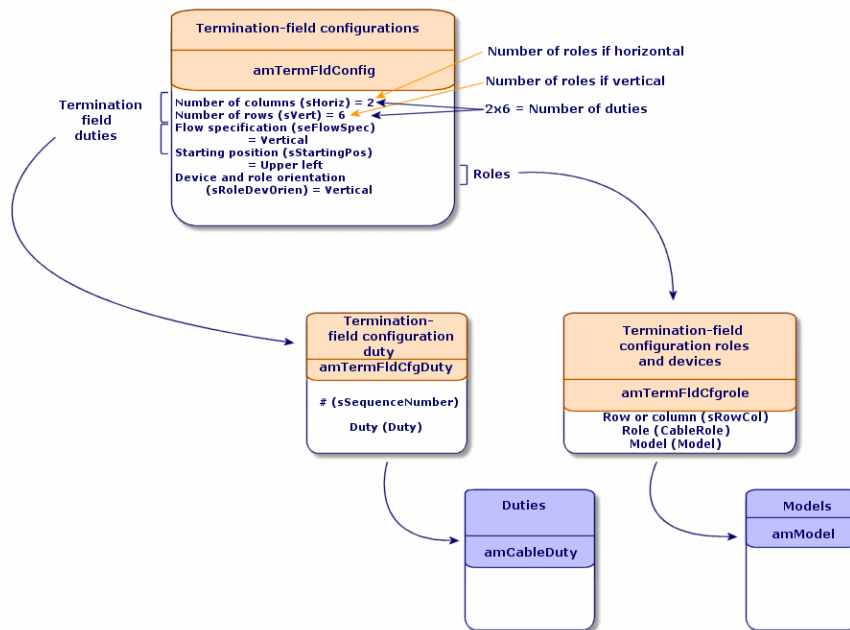 Termination-field configurations
amTermFldConfig
Number of columns (sHoriz) = 2
Number of rows (sVert) = 6
Flow specification (seFlowSpec)
= Vertical
Starting position (sStartingPos)
= Upper left
Device and role orientation
(sRoleDevOrien) = Vertical
Termination
field
duties
Number of roles if horizontal
Number of roles if vertical
2x6 = Number of duties
Roles
Termination-
field configuration
duty
amTermFldCfgDuty
# (sSequenceNumber)
Duty (Duty)
Termination-field
configuration roles
and devices
amTermFldCfgrole
Row or column (sRowCol)
Role (CableRole)
Model (Model)
Duties
amCableDuty
Models
amModel